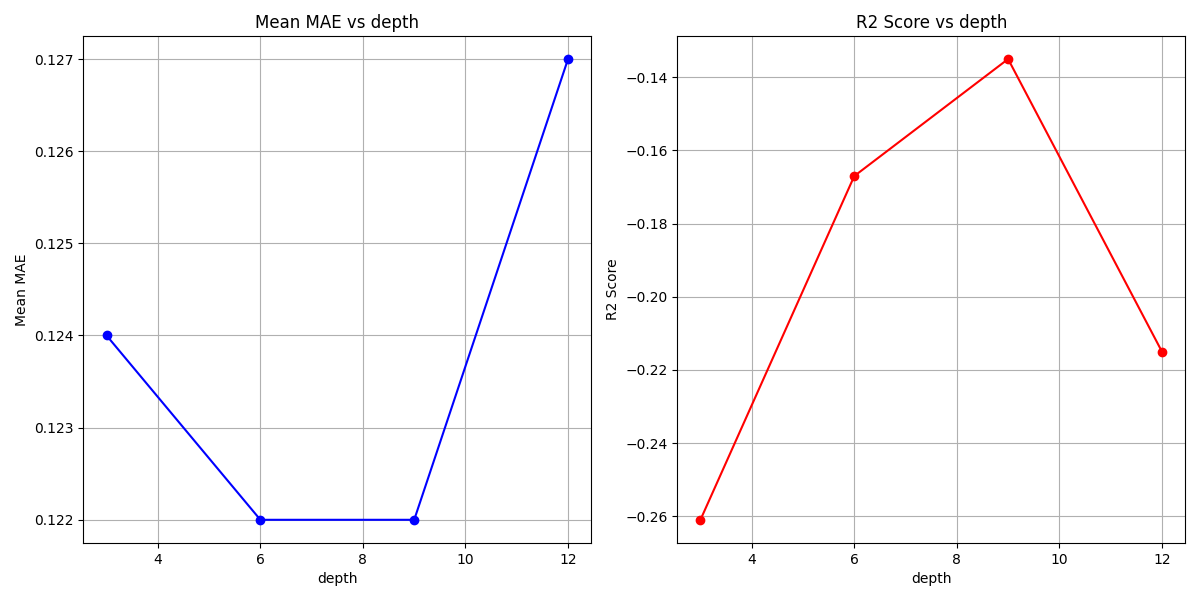 Mean MAE vs depth
0.127
0.126
0.125
0.124
0.123
0.122
Mean MAE
4 6 8 10 12
depth
R2 Score vs depth
−0.14
−0.16
−0.18
−0.20
−0.22
−0.24
−0.26
R2 Score
4 6 8 10 12
depth